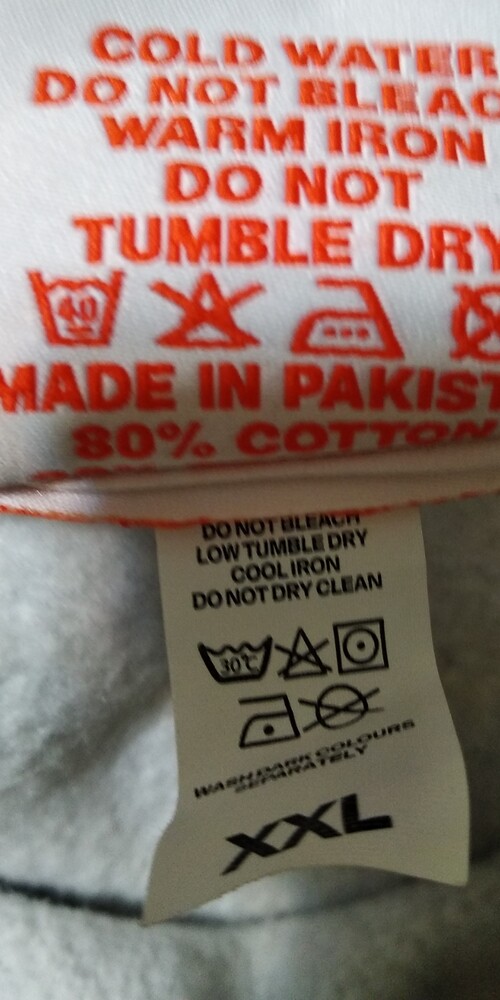 COLD WATER
DO NOT BLEAC
WARM IRON
DO NOT
TUMBLE DRY
40
MADE IN PAKIST
80% COTTON
DO NOT BLEACH
LOW TUMBLE DRY
COOL IRON
DO NOT DRY CLEAN
30°C
WASH DARK COLOURS
SEPARATELY
XXL